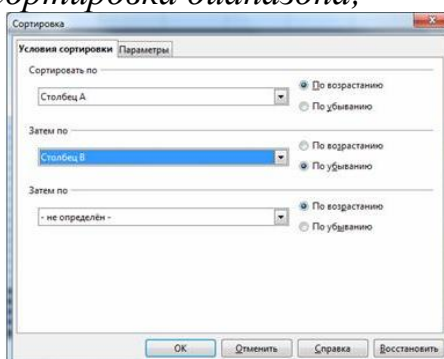 сортировка диапазона;
Сортировка
Условия сортировки Параметры
Сортировать по
Столбец A
По возрастанию
По убыванию
Затем по
Столбец B
По возрастанию
По убыванию
Затем по
- не определён -
По возрастанию
По убыванию
OK Отменить Справка Восстановить